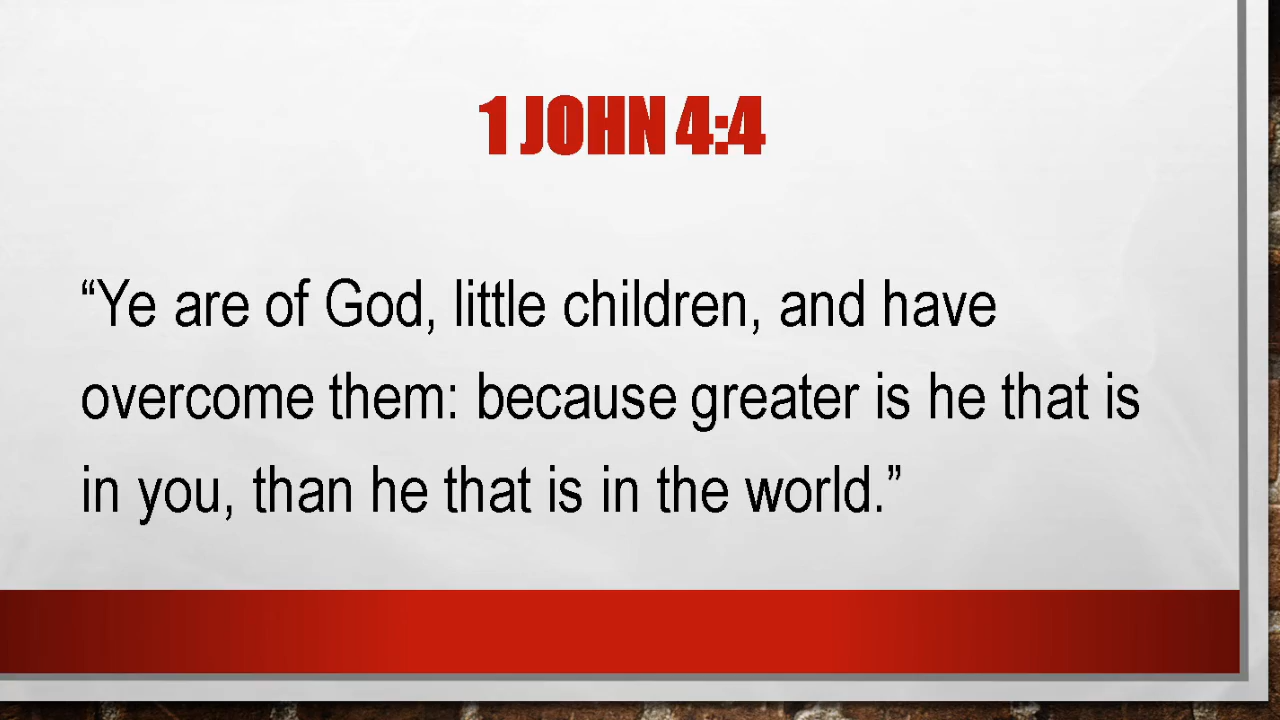 1 JOHN 4:4
“Ye are of God, little children, and have
overcome them: because greater is he that is
in you, than he that is in the world.”